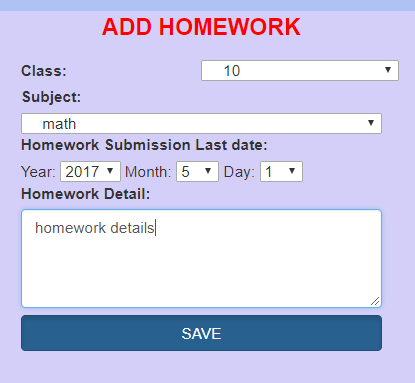 ADD HOMEWORK
Class: 10
Subject:
math
Homework Submission Last date:
Year: 2017 Month: 5 Day: 1
Homework Detail:
homework details
SAVE